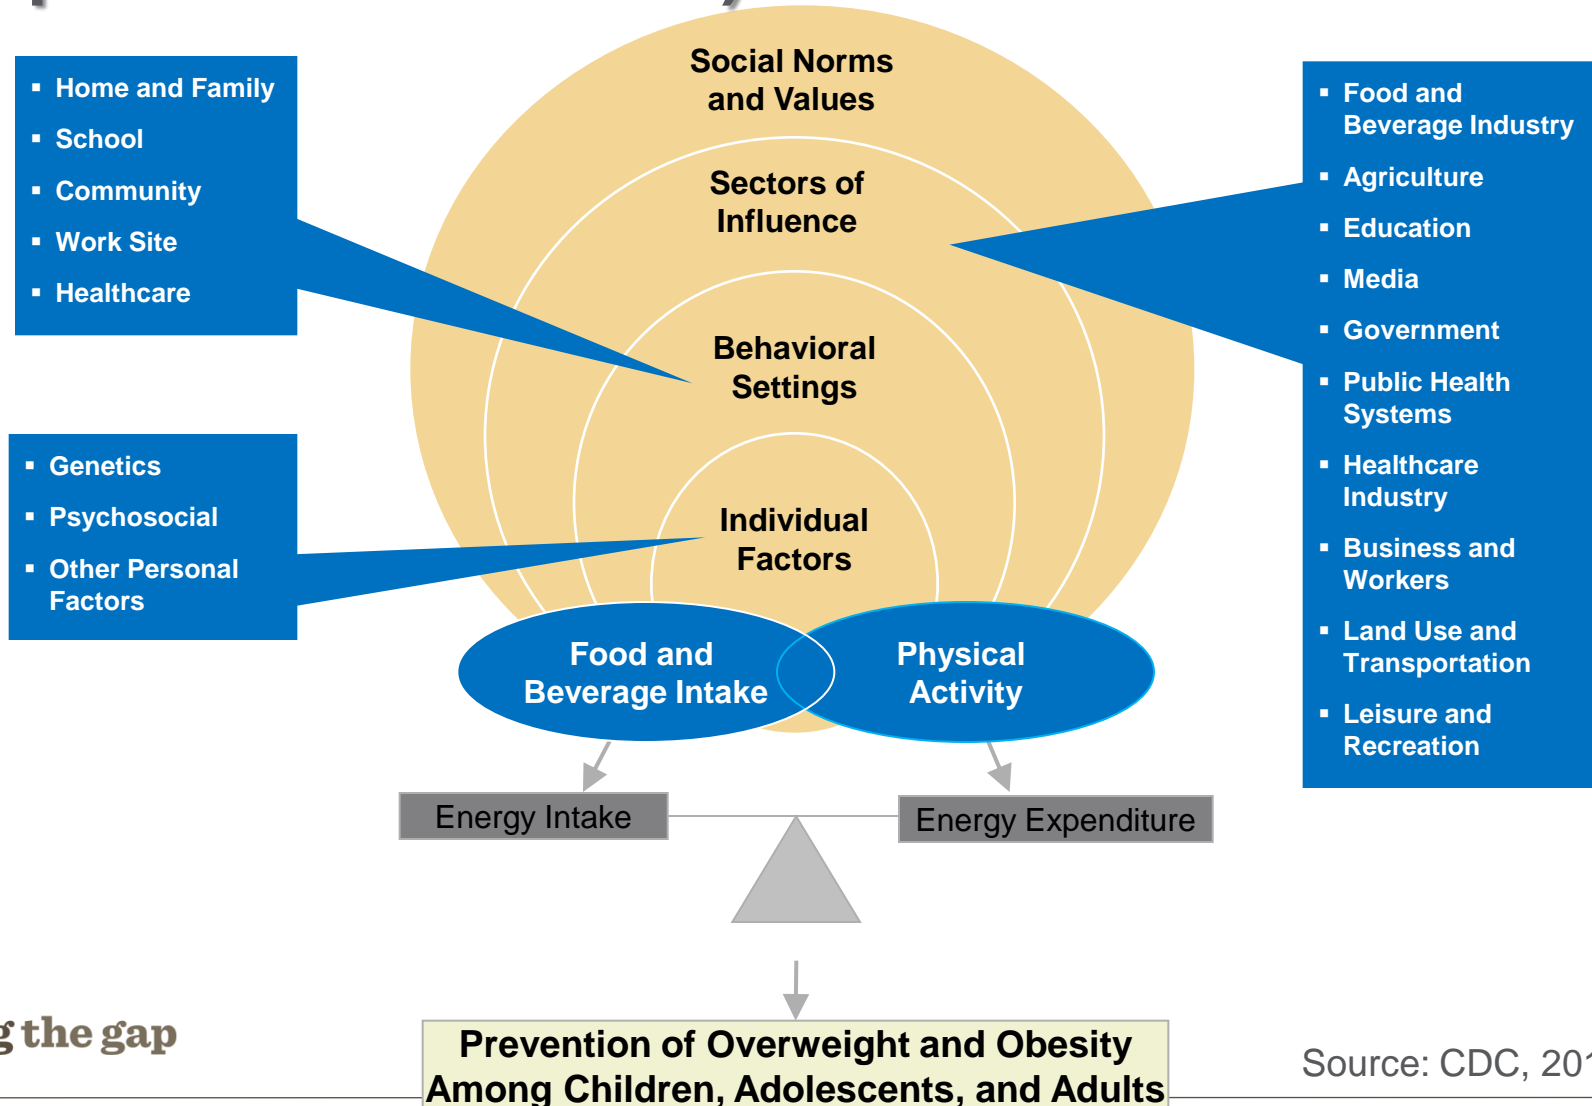 Social Norms
and Values
Sectors of
Influence
Behavioral
Settings
Individual
Factors
▪ Home and Family
▪ School
▪ Community
▪ Work Site
▪ Healthcare
▪ Genetics
▪ Psychosocial
▪ Other Personal
Factors
▪ Food and
Beverage Industry
▪ Agriculture
▪ Education
▪ Media
▪ Government
▪ Public Health
Systems
▪ Healthcare
Industry
▪ Business and
Workers
▪ Land Use and
Transportation
▪ Leisure and
Recreation
Food and
Beverage Intake
Physical
Activity
Energy Intake
Energy Expenditure
Prevention of Overweight and Obesity
Among Children, Adolescents, and Adults
g the gap
Source: CDC, 201